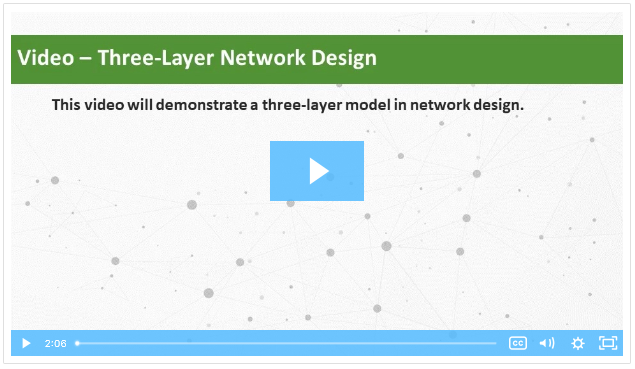 Video – Three-Layer Network Design
This video will demonstrate a three-layer model in network design.
2:06
CC